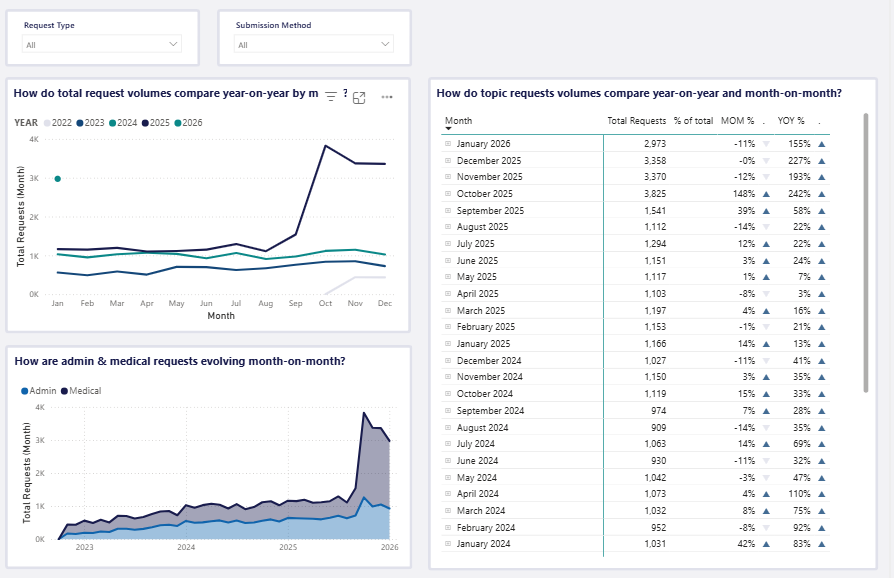 Request Type
All
Submission Method
All
How do total request volumes compare year-on-year by m ?
YEAR 2022 2023 2024 2025 2026
4K
3K
2K
1K
0K
Total Requests (Month)
Jan Feb Mar Apr May Jun Jul Aug Sep Oct Nov Dec
Month
How are admin & medical requests evolving month-on-month?
Admin Medical
4K
3K
2K
1K
0K
Total Requests (Month)
2023 2024 2025 2026
How do topic requests volumes compare year-on-year and month-on-month?
Month Total Requests % of total MOM % . YOY % .
January 2026 2,973 -11% 155%
December 2025 3,358 -0% 227%
November 2025 3,370 -12% 193%
October 2025 3,825 148% 242%
September 2025 1,541 39% 58%
August 2025 1,112 -14% 22%
July 2025 1,294 12% 22%
June 2025 1,151 3% 24%
May 2025 1,117 1% 7%
April 2025 1,103 -8% 3%
March 2025 1,197 4% 16%
February 2025 1,153 -1% 21%
January 2025 1,166 14% 13%
December 2024 1,027 -11% 41%
November 2024 1,150 3% 35%
October 2024 1,119 15% 33%
September 2024 974 7% 28%
August 2024 909 -14% 35%
July 2024 1,063 14% 69%
June 2024 930 -11% 32%
May 2024 1,042 -3% 47%
April 2024 1,073 4% 110%
March 2024 1,032 8% 75%
February 2024 952 -8% 92%
January 2024 1,031 42% 83%